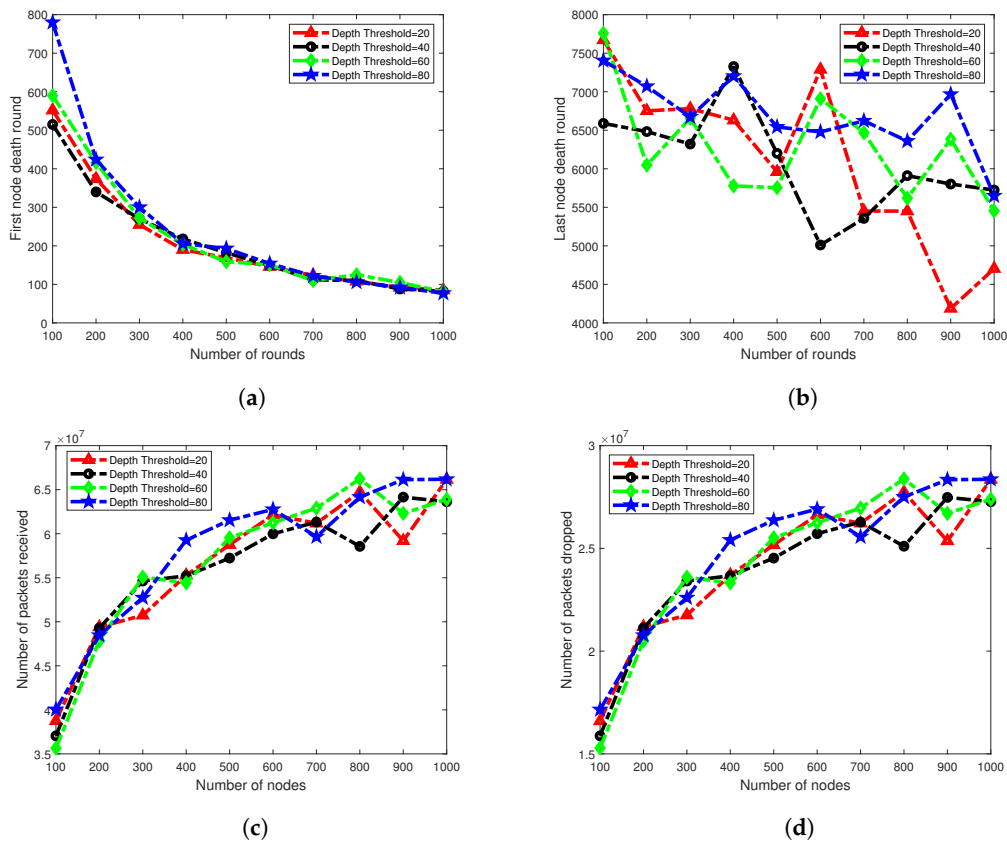 800
700
600
500
400
300
200
100
0
First node death round
Depth Threshold=20
Depth Threshold=40
Depth Threshold=60
Depth Threshold=80
100 200 300 400 500 600 700 800 900 1000
Number of rounds
(a)
8000
7500
7000
6500
6000
5500
5000
4500
4000
Last node death round
Depth Threshold=20
Depth Threshold=40
Depth Threshold=60
Depth Threshold=80
100 200 300 400 500 600 700 800 900 1000
Number of rounds
(b)
×10⁷
7
6.5
6
5.5
5
4.5
4
3.5
Number of packets received
Depth Threshold=20
Depth Threshold=40
Depth Threshold=60
Depth Threshold=80
100 200 300 400 500 600 700 800 900 1000
Number of nodes
(c)
×10⁷
3
2.5
2
1.5
Number of packets dropped
Depth Threshold=20
Depth Threshold=40
Depth Threshold=60
Depth Threshold=80
100 200 300 400 500 600 700 800 900 1000
Number of nodes
(d)